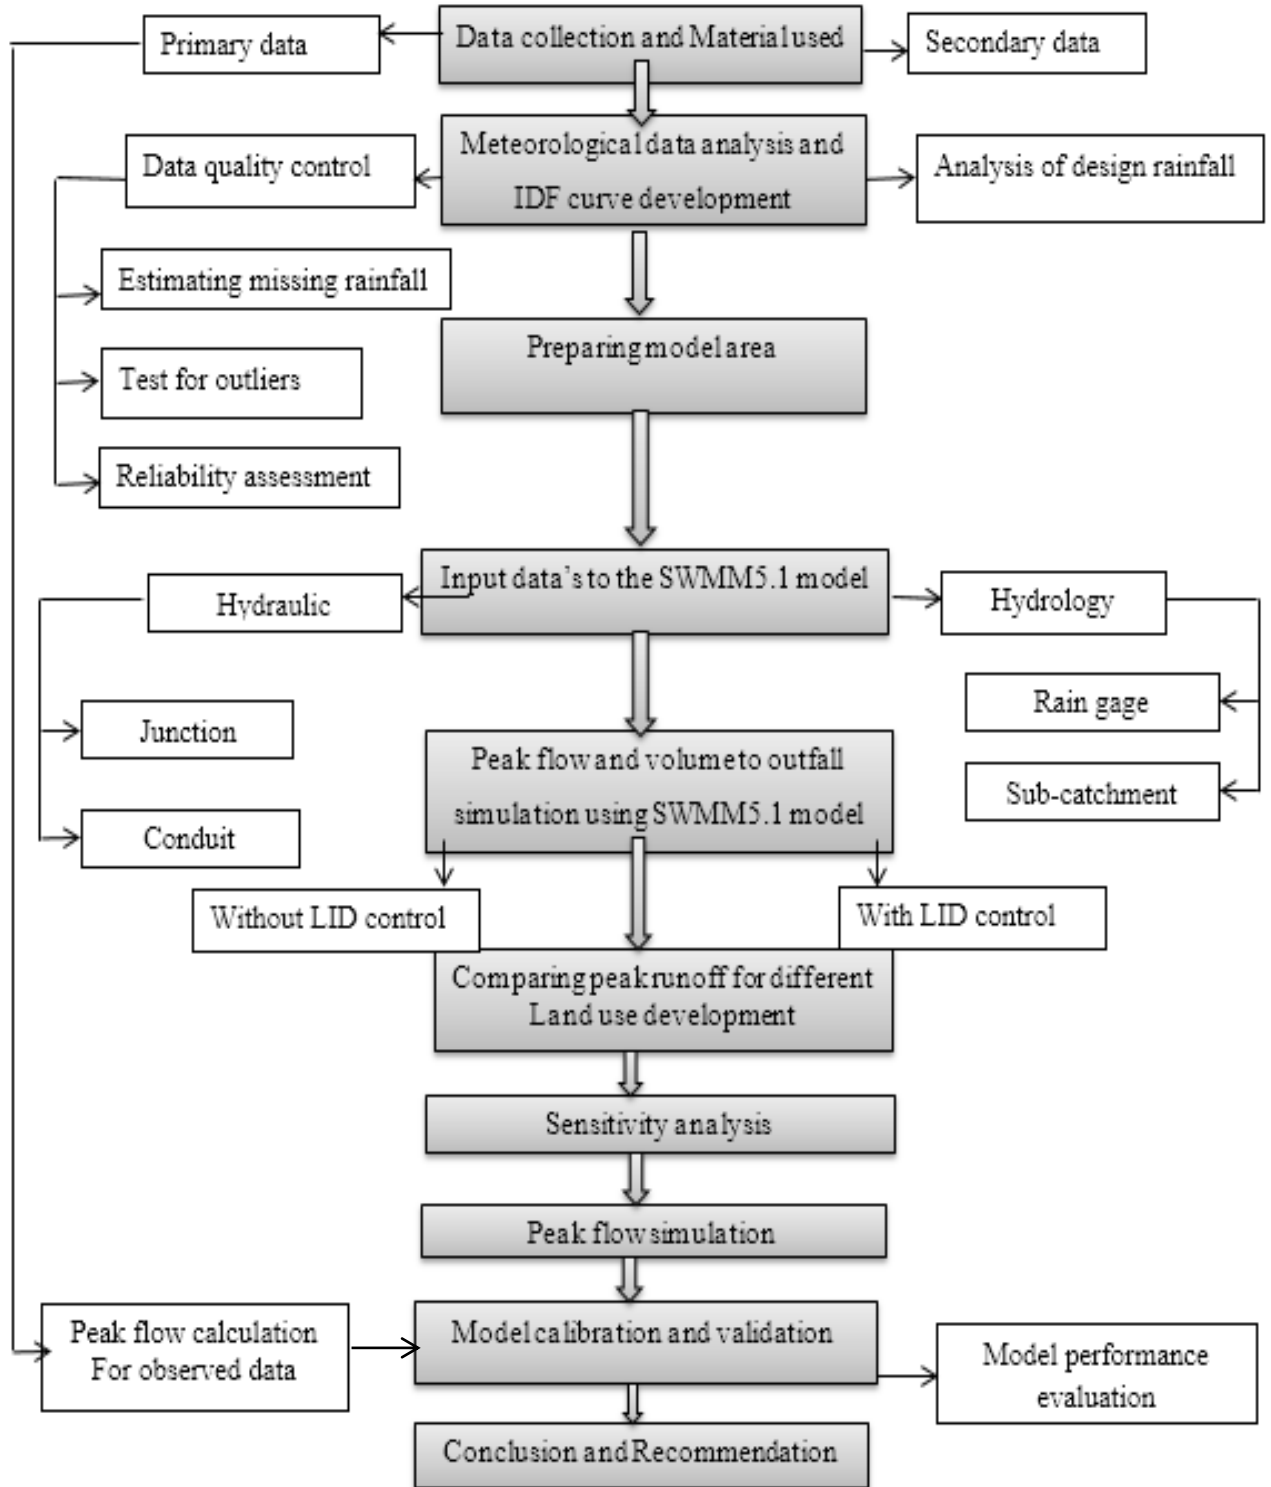 Primary data
Data collection and Material used
Secondary data
Meteorological data analysis and
IDF curve development
Data quality control
Analysis of design rainfall
Estimating missing rainfall
Test for outliers
Reliability assessment
Preparing model area
Input data's to the SWMM5.1 model
Hydraulic
Hydrology
Junction
Conduit
Rain gage
Sub-catchment
Peak flow and volume to outfall
simulation using SWMM5.1 model
Without LID control
With LID control
Comparing peak runoff for different
Land use development
Sensitivity analysis
Peak flow simulation
Peak flow calculation
For observed data
Model calibration and validation
Model performance
evaluation
Conclusion and Recommendation